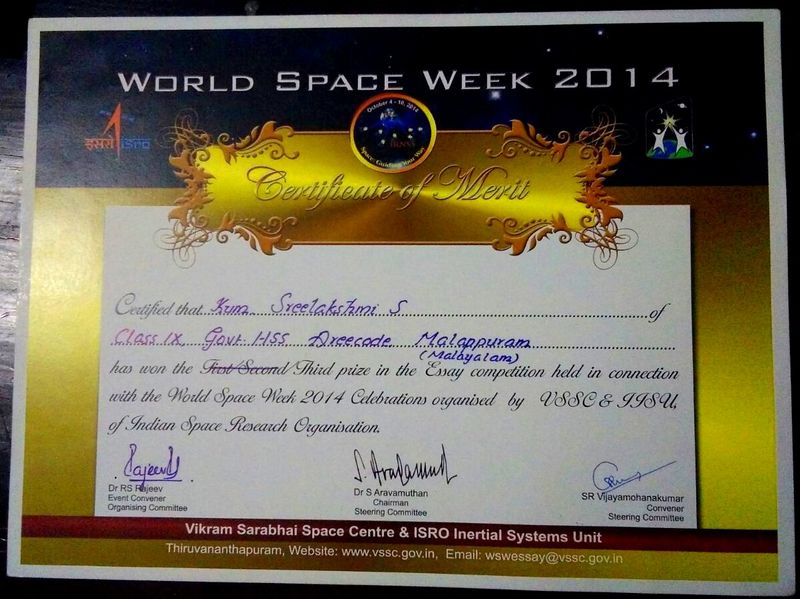 WORLD SPACE WEEK 2014
October 4 - 10, 2014
इसरो isro
IRNSS
Space: Guiding Your Way
Certificate of Merit
Certified that Kum Sreelakshmi S of
Class IX Govt HSS Areecode Malappuram
(Malayalam)
has won the First/Second/Third prize in the Essay competition held in connection
with the World Space Week 2014 Celebrations organised by VSSC & IISU,
of Indian Space Research Organisation.
Rajeev
S. Aravamudh
Dr RS Rajeev
Event Convener
Organising Committee
Dr S Aravamuthan
Chairman
Steering Committee
SR Vijayamohanakumar
Convener
Steering Committee
Vikram Sarabhai Space Centre & ISRO Inertial Systems Unit
Thiruvananthapuram, Website: www.vssc.gov.in, Email: wswessay@vssc.gov.in